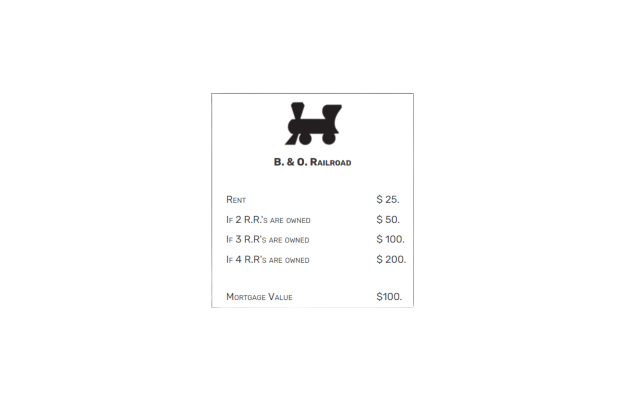 B. & O. Railroad
Rent $ 25.
If 2 R.R.'s are owned $ 50.
If 3 R.R's are owned $ 100.
If 4 R.R's are owned $ 200.
Mortgage Value $100.